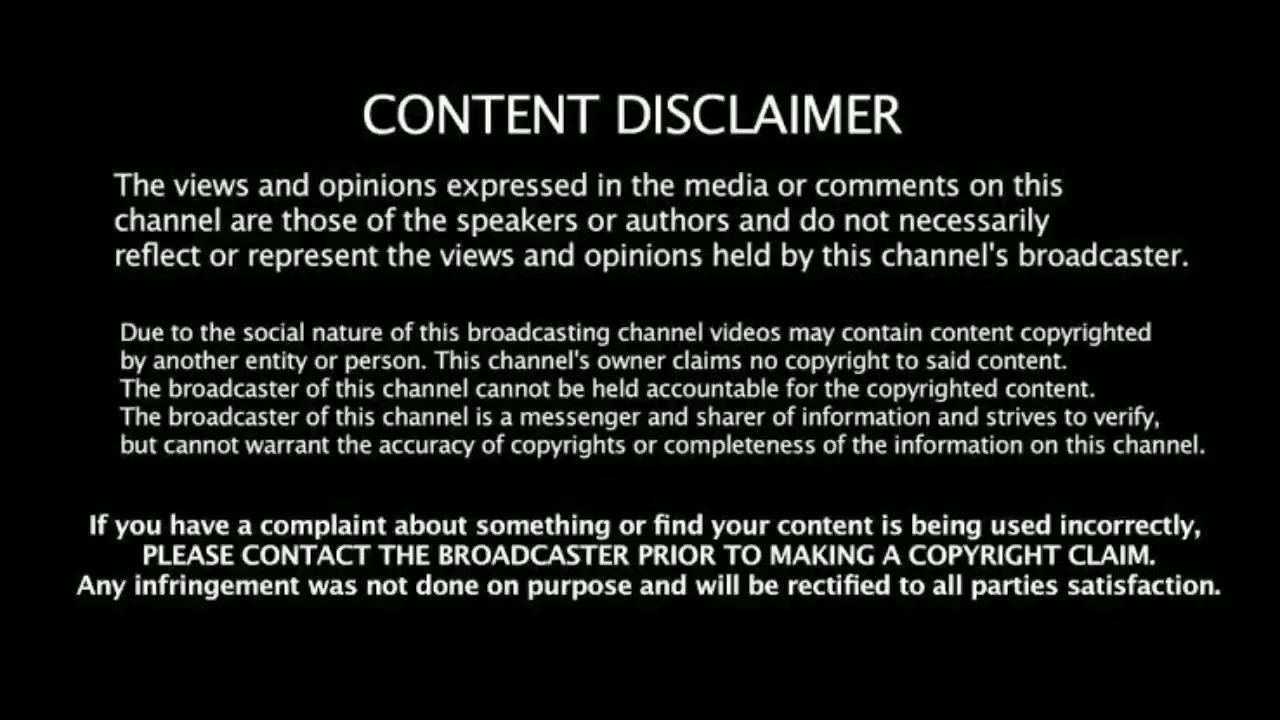 CONTENT DISCLAIMER
The views and opinions expressed in the media or comments on this
channel are those of the speakers or authors and do not necessarily
reflect or represent the views and opinions held by this channel's broadcaster.
Due to the social nature of this broadcasting channel videos may contain content copyrighted
by another entity or person. This channel's owner claims no copyright to said content.
The broadcaster of this channel cannot be held accountable for the copyrighted content.
The broadcaster of this channel is a messenger and sharer of information and strives to verify,
but cannot warrant the accuracy of copyrights or completeness of the information on this channel.
If you have a complaint about something or find your content is being used incorrectly,
PLEASE CONTACT THE BROADCASTER PRIOR TO MAKING A COPYRIGHT CLAIM.
Any infringement was not done on purpose and will be rectified to all parties satisfaction.